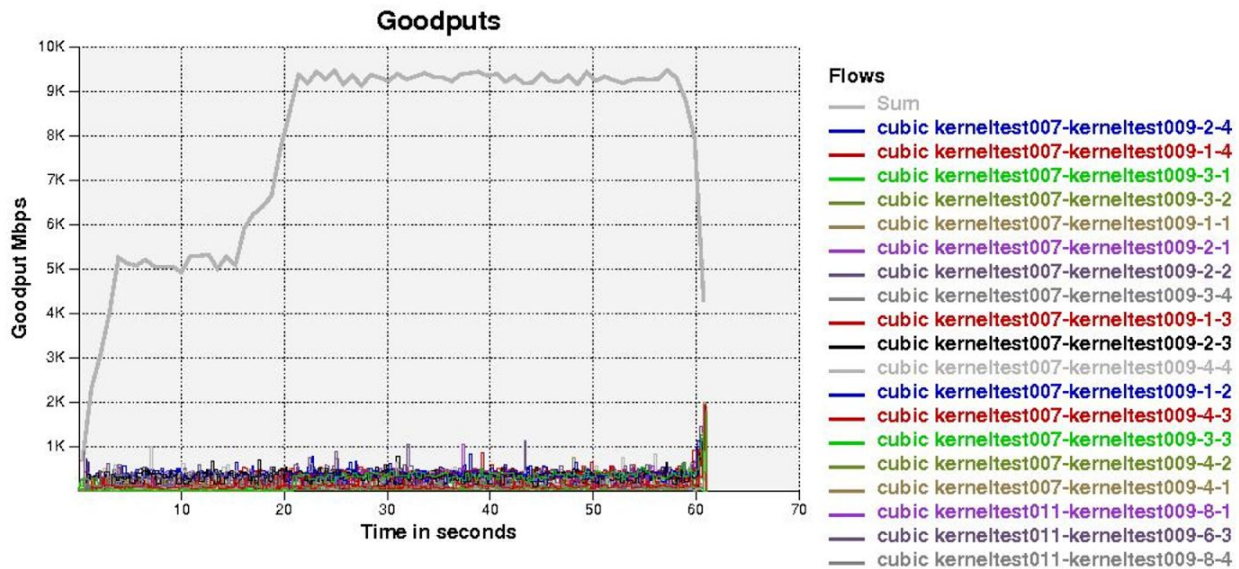 Goodputs
10K
9K
8K
7K
6K
5K
4K
3K
2K
1K
Goodput Mbps
10
20
30
40
50
60
70
Time in seconds
Flows
Sum
cubic kerneltest007-kerneltest009-2-4
cubic kerneltest007-kerneltest009-1-4
cubic kerneltest007-kerneltest009-3-1
cubic kerneltest007-kerneltest009-3-2
cubic kerneltest007-kerneltest009-1-1
cubic kerneltest007-kerneltest009-2-1
cubic kerneltest007-kerneltest009-2-2
cubic kerneltest007-kerneltest009-3-4
cubic kerneltest007-kerneltest009-1-3
cubic kerneltest007-kerneltest009-2-3
cubic kerneltest007-kerneltest009-4-4
cubic kerneltest007-kerneltest009-1-2
cubic kerneltest007-kerneltest009-4-3
cubic kerneltest007-kerneltest009-3-3
cubic kerneltest007-kerneltest009-4-2
cubic kerneltest007-kerneltest009-4-1
cubic kerneltest011-kerneltest009-8-1
cubic kerneltest011-kerneltest009-6-3
cubic kerneltest011-kerneltest009-8-4